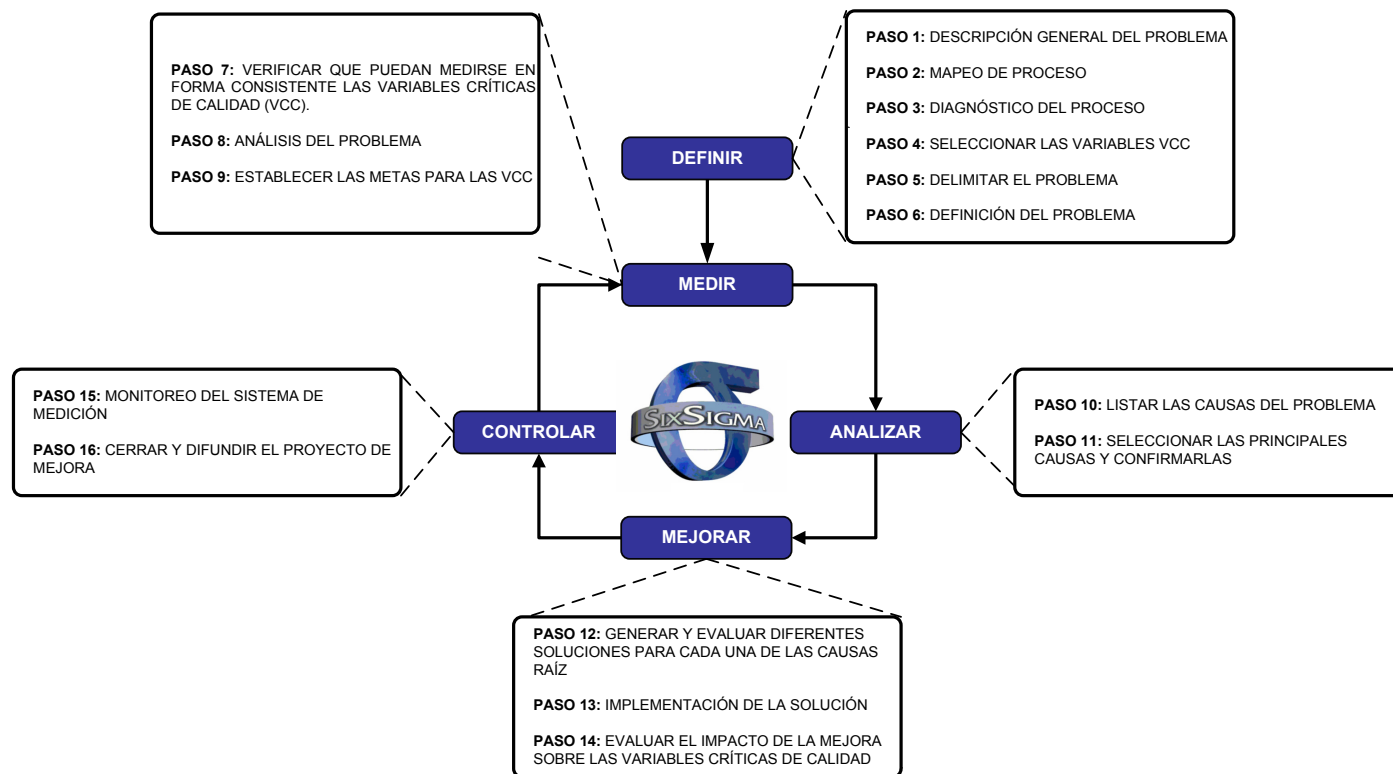 PASO 7: VERIFICAR QUE PUEDAN MEDIRSE EN
FORMA CONSISTENTE LAS VARIABLES CRÍTICAS
DE CALIDAD (VCC).
PASO 8: ANÁLISIS DEL PROBLEMA
PASO 9: ESTABLECER LAS METAS PARA LAS VCC
DEFINIR
PASO 1: DESCRIPCIÓN GENERAL DEL PROBLEMA
PASO 2: MAPEO DE PROCESO
PASO 3: DIAGNÓSTICO DEL PROCESO
PASO 4: SELECCIONAR LAS VARIABLES VCC
PASO 5: DELIMITAR EL PROBLEMA
PASO 6: DEFINICIÓN DEL PROBLEMA
MEDIR
PASO 15: MONITOREO DEL SISTEMA DE
MEDICIÓN
PASO 16: CERRAR Y DIFUNDIR EL PROYECTO DE
MEJORA
CONTROLAR
SIXSIGMA
ANALIZAR
PASO 10: LISTAR LAS CAUSAS DEL PROBLEMA
PASO 11: SELECCIONAR LAS PRINCIPALES
CAUSAS Y CONFIRMARLAS
MEJORAR
PASO 12: GENERAR Y EVALUAR DIFERENTES
SOLUCIONES PARA CADA UNA DE LAS CAUSAS
RAÍZ
PASO 13: IMPLEMENTACIÓN DE LA SOLUCIÓN
PASO 14: EVALUAR EL IMPACTO DE LA MEJORA
SOBRE LAS VARIABLES CRÍTICAS DE CALIDAD